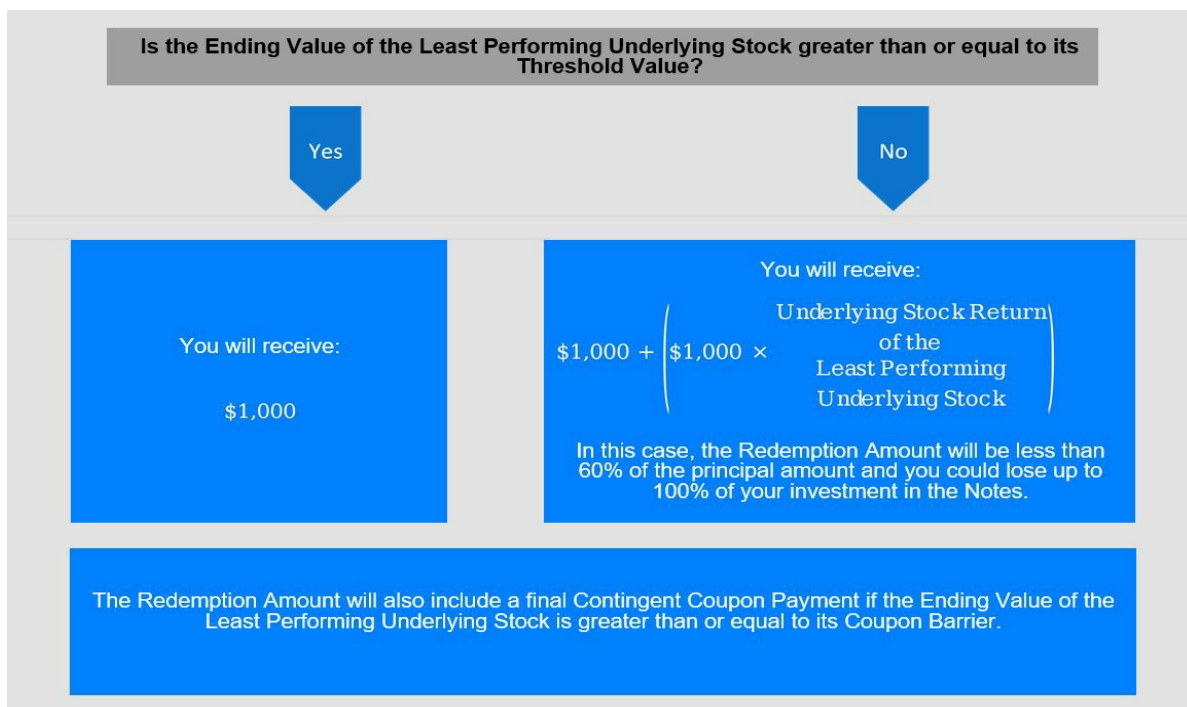 Is the Ending Value of the Least Performing Underlying Stock greater than or equal to its
Threshold Value?
Yes
No
You will receive:
$1,000
You will receive:
$1,000 + ($1,000 × Underlying Stock Return
of the
Least Performing
Underlying Stock)
In this case, the Redemption Amount will be less than
60% of the principal amount and you could lose up to
100% of your investment in the Notes.
The Redemption Amount will also include a final Contingent Coupon Payment if the Ending Value of the
Least Performing Underlying Stock is greater than or equal to its Coupon Barrier.